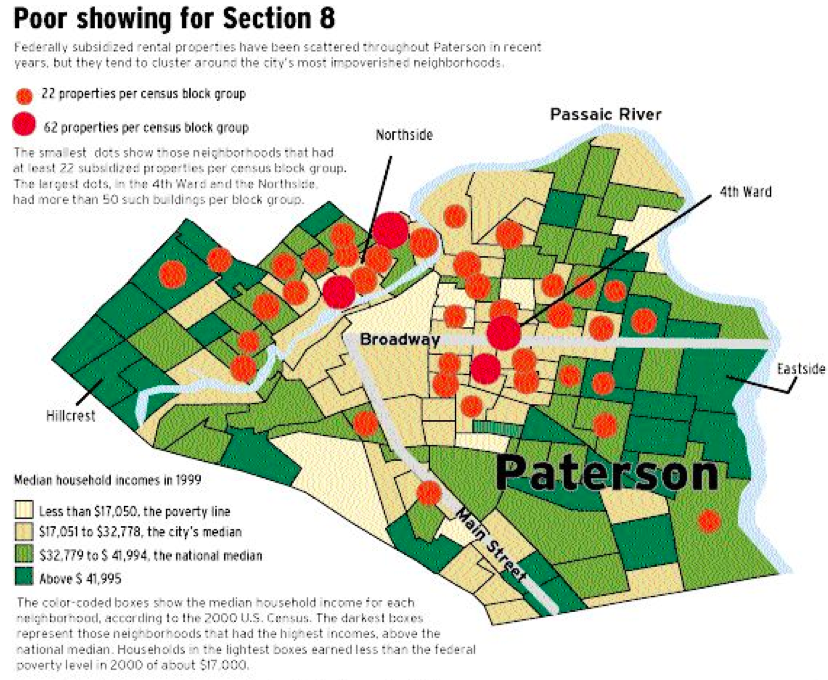 Poor showing for Section 8
Federally subsidized rental properties have been scattered throughout Paterson in recent
years, but they tend to cluster around the city's most impoverished neighborhoods.
22 properties per census block group
62 properties per census block group
The smallest dots show those neighborhoods that had
at least 22 subsidized properties per census block group.
The largest dots, in the 4th Ward and the Northside,
had more than 50 such buildings per block group.
Northside
Passaic River
4th Ward
Broadway
Eastside
Hillcrest
Paterson
Main Street
Median household incomes in 1999
Less than $17,050, the poverty line
$17,051 to $32,778, the city's median
$32,779 to $ 41,994, the national median
Above $ 41,995
The color-coded boxes show the median household income for each
neighborhood, according to the 2000 U.S. Census. The darkest boxes
represent those neighborhoods that had the highest incomes, above the
national median. Households in the lightest boxes earned less than the federal
poverty level in 2000 of about $17,000.